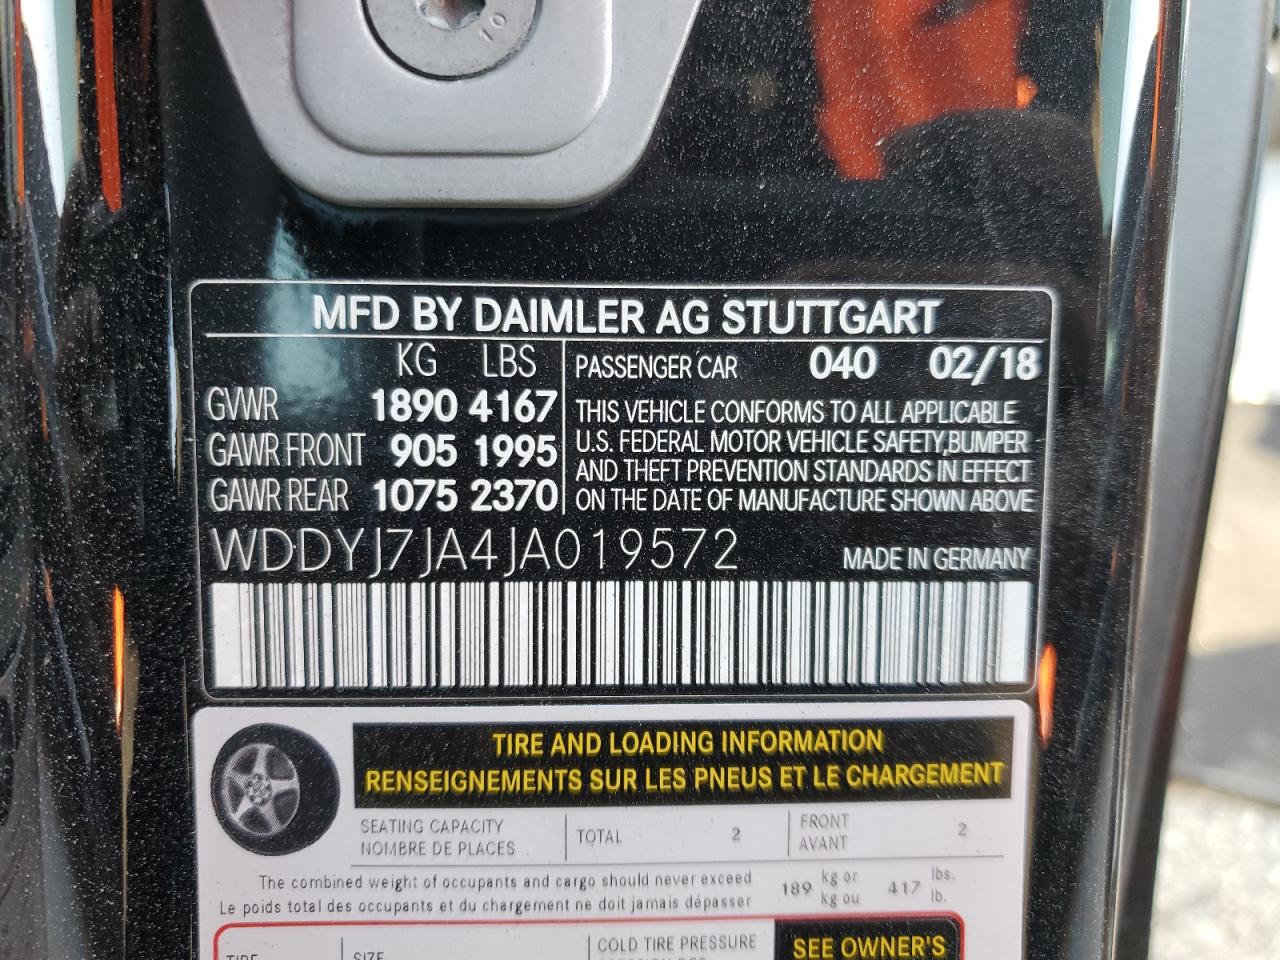 10
MFD BY DAIMLER AG STUTTGART
KG LBS
GVWR 1890 4167
GAWR FRONT 905 1995
GAWR REAR 1075 2370
PASSENGER CAR 040 02/18
THIS VEHICLE CONFORMS TO ALL APPLICABLE
U.S. FEDERAL MOTOR VEHICLE SAFETY,BUMPER
AND THEFT PREVENTION STANDARDS IN EFFECT
ON THE DATE OF MANUFACTURE SHOWN ABOVE
WDDYJ7JA4JA019572 MADE IN GERMANY
TIRE AND LOADING INFORMATION
RENSEIGNEMENTS SUR LES PNEUS ET LE CHARGEMENT
SEATING CAPACITY
NOMBRE DE PLACES
TOTAL 2
FRONT
AVANT
2
The combined weight of occupants and cargo should never exceed
Le poids total des occupants et du chargement ne doit jamais dépasser
189 kg or 417 lbs.
kg ou lb.
TIRE SIZE COLD TIRE PRESSURE
SEE OWNER'S